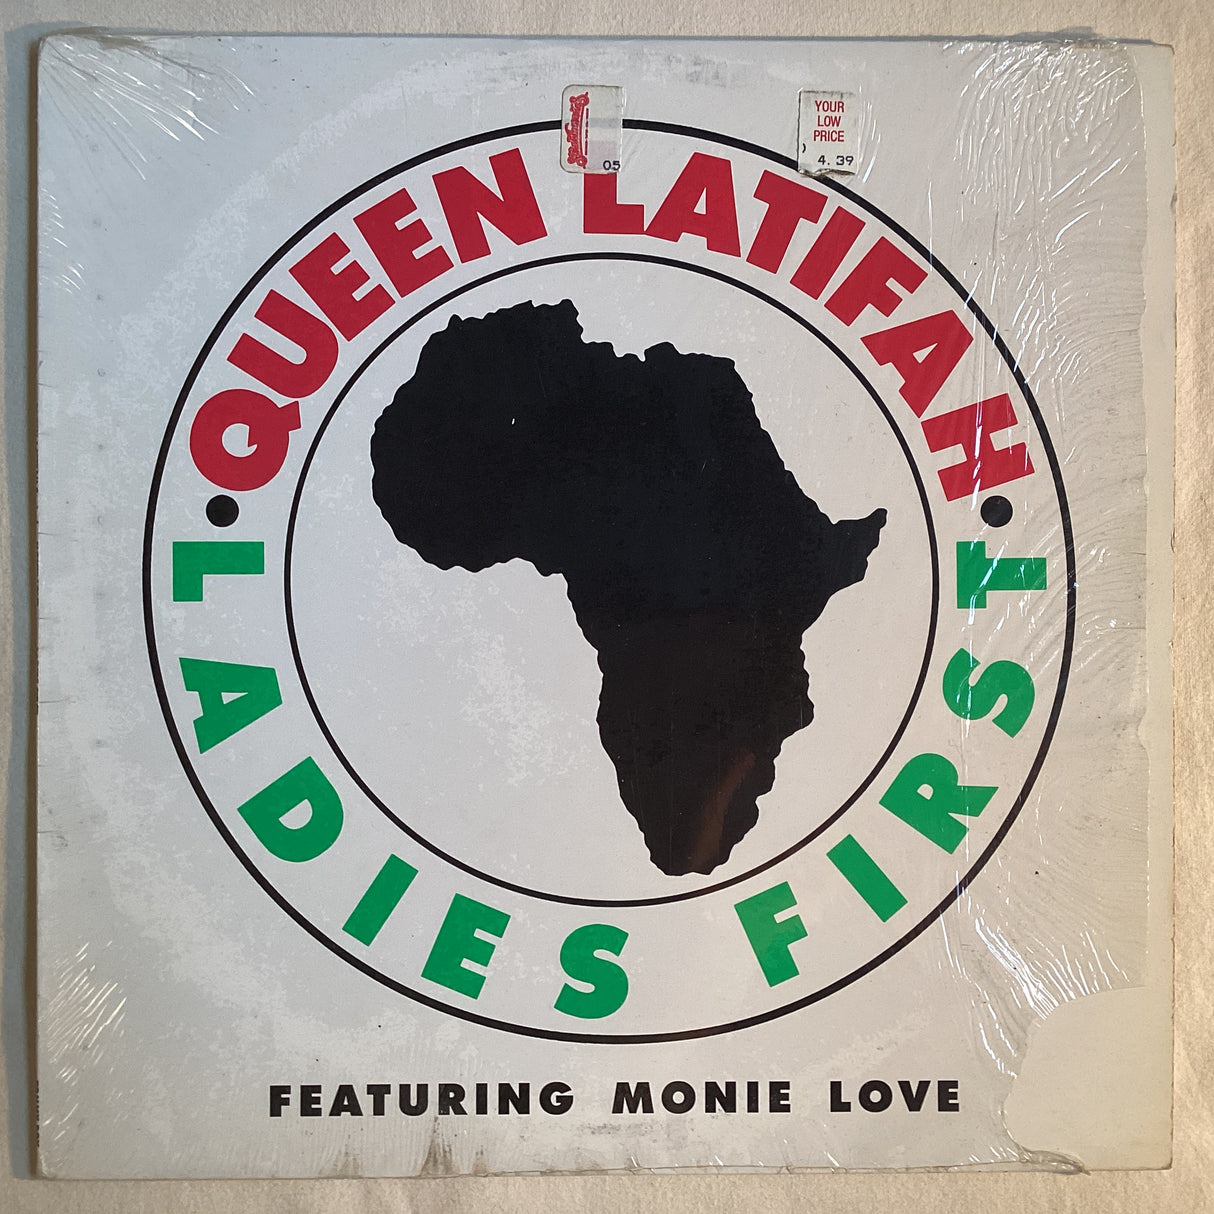 YOUR
LOW
PRICE
4.39
05
QUEEN LATIFAH
LADIES FIRST
FEATURING MONIE LOVE